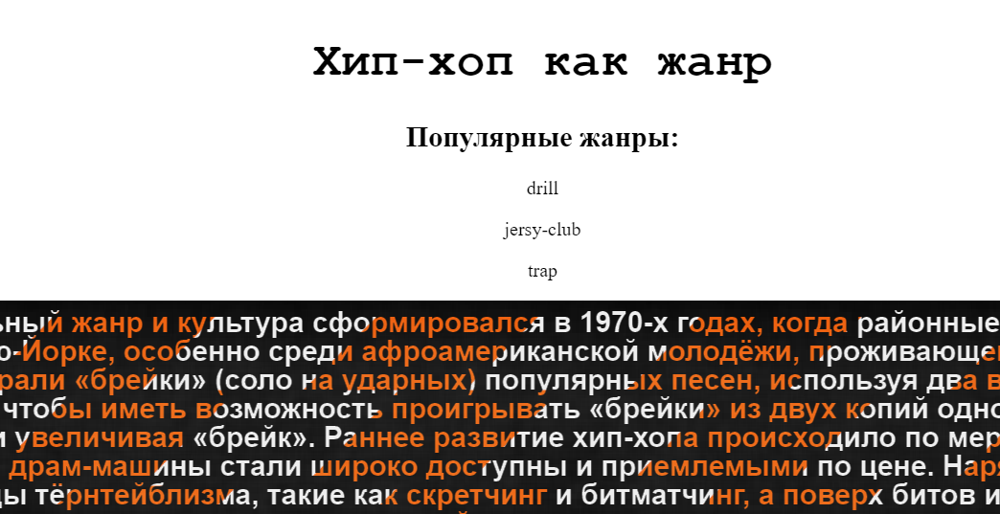 Хип-хоп как жанр
Популярные жанры:
drill
jersy-club
trap
ьный жанр и культура сформировался в 1970-х годах, когда районные
о-Йорке, особенно среди афроамериканской молодёжи, проживающе
рали «брейки» (соло на ударных) популярных песен, используя два в
чтобы иметь возможность проигрывать «брейки» из двух копий одно
и увеличивая «брейк». Раннее развитие хип-хопа происходило по мер
драм-машины стали широко доступны и приемлемыми по цене. Наря
ды тёрнтейблизма, такие как скретчинг и битматчинг, а поверх битов и